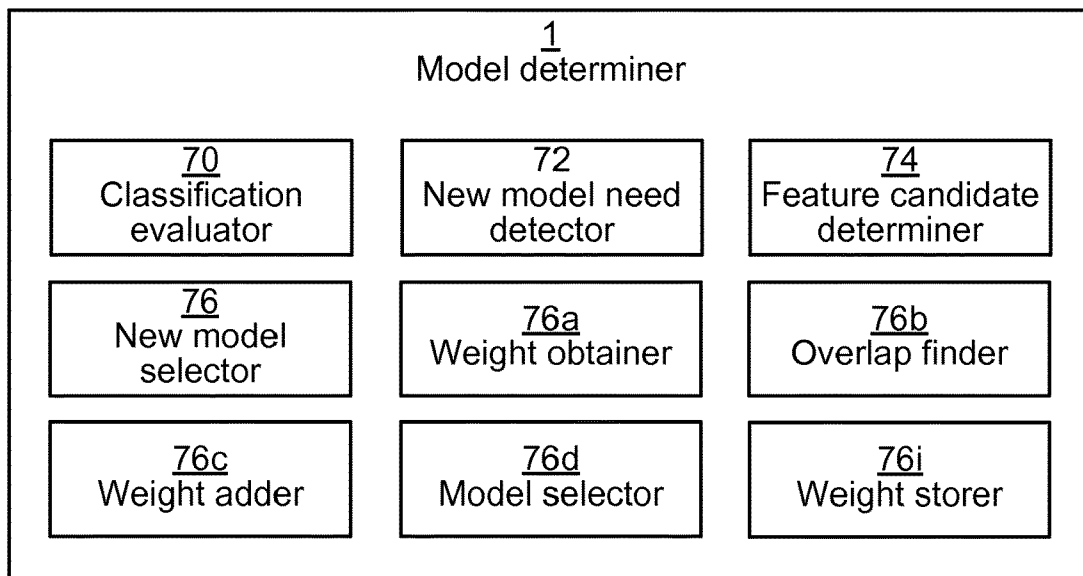 1
Model determiner
70
Classification
evaluator
72
New model need
detector
74
Feature candidate
determiner
76
New model
selector
76a
Weight obtainer
76b
Overlap finder
76c
Weight adder
76d
Model selector
76i
Weight storer